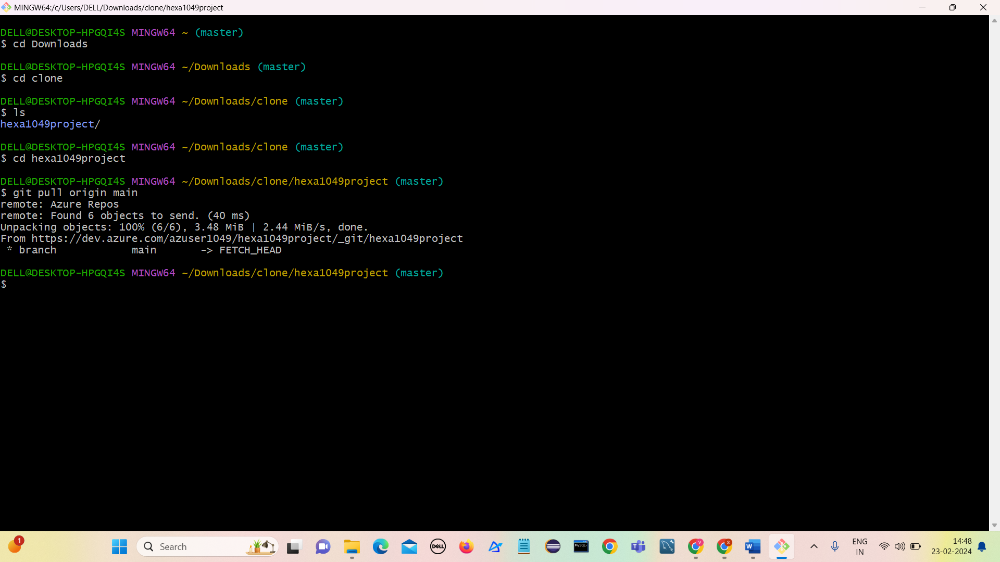 MINGW64:/c/Users/DELL/Downloads/clone/hexa1049project
DELL@DESKTOP-HPGQI4S MINGW64 ~ (master)
$ cd Downloads
DELL@DESKTOP-HPGQI4S MINGW64 ~/Downloads (master)
$ cd clone
DELL@DESKTOP-HPGQI4S MINGW64 ~/Downloads/clone (master)
$ ls
hexa1049project/
DELL@DESKTOP-HPGQI4S MINGW64 ~/Downloads/clone (master)
$ cd hexa1049project
DELL@DESKTOP-HPGQI4S MINGW64 ~/Downloads/clone/hexa1049project (master)
$ git pull origin main
remote: Azure Repos
remote: Found 6 objects to send. (40 ms)
Unpacking objects: 100% (6/6), 3.48 MiB | 2.44 MiB/s, done.
From https://dev.azure.com/azuser1049/hexa1049project/_git/hexa1049project
 * branch            main       -> FETCH_HEAD
DELL@DESKTOP-HPGQI4S MINGW64 ~/Downloads/clone/hexa1049project (master)
$
1
Search
DELL
MySQL>
V
S
W
ENG
IN
14:48
23-02-2024